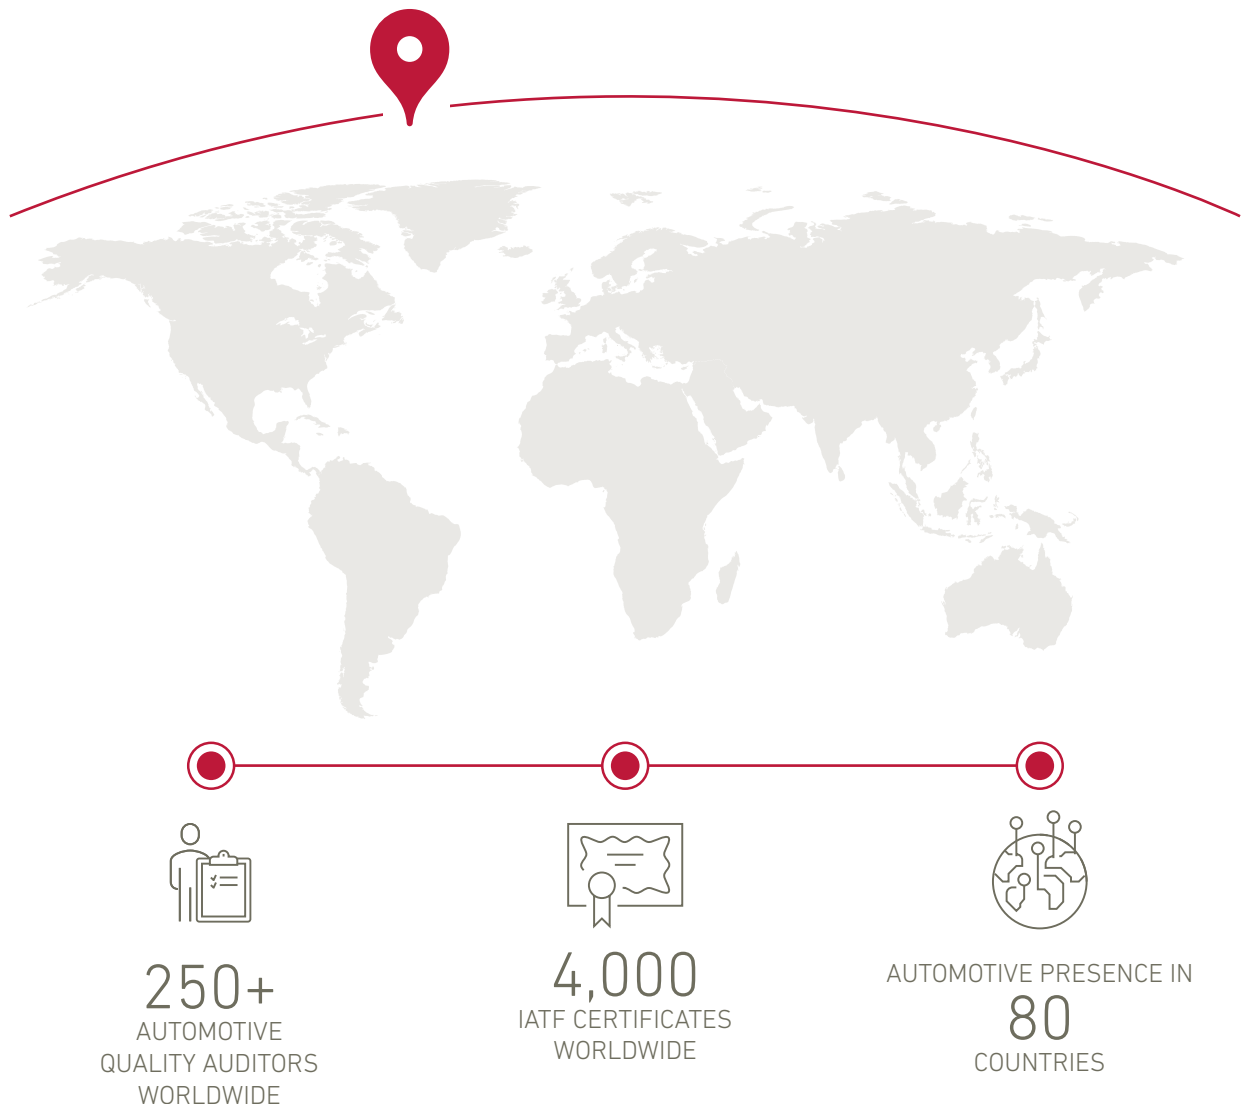 250+
AUTOMOTIVE
QUALITY AUDITORS
WORLDWIDE
4,000
IATF CERTIFICATES
WORLDWIDE
AUTOMOTIVE PRESENCE IN
80
COUNTRIES